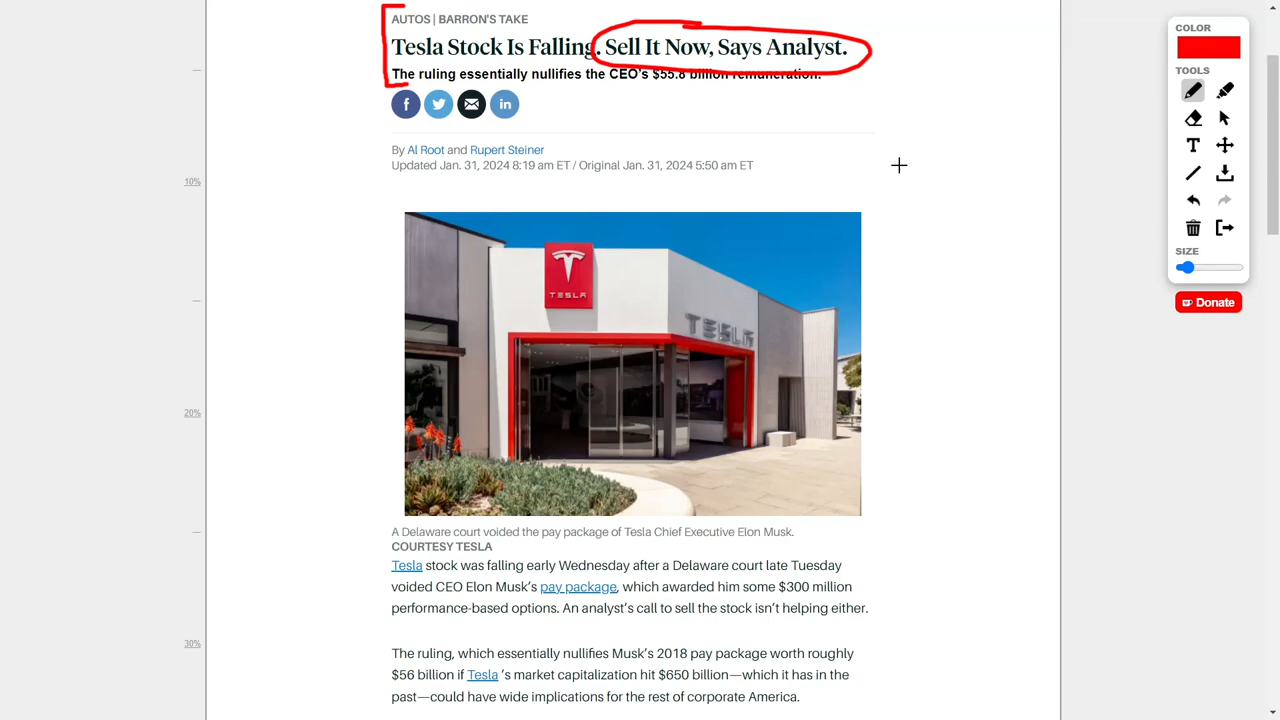 AUTOS | BARRON'S TAKE
Tesla Stock Is Falling. Sell It Now, Says Analyst.
The ruling essentially nullifies the CEO's $55.8 billion remuneration.
By Al Root and Rupert Steiner
Updated Jan. 31, 2024 8:19 am ET / Original Jan. 31, 2024 5:50 am ET
TESLA
TESLA
A Delaware court voided the pay package of Tesla Chief Executive Elon Musk.
COURTESY TESLA
Tesla stock was falling early Wednesday after a Delaware court late Tuesday
voided CEO Elon Musk's pay package, which awarded him some $300 million
performance-based options. An analyst's call to sell the stock isn't helping either.
The ruling, which essentially nullifies Musk's 2018 pay package worth roughly
$56 billion if Tesla 's market capitalization hit $650 billion—which it has in the
past—could have wide implications for the rest of corporate America.
10%
20%
30%
COLOR
TOOLS
T
SIZE
Donate
f
in